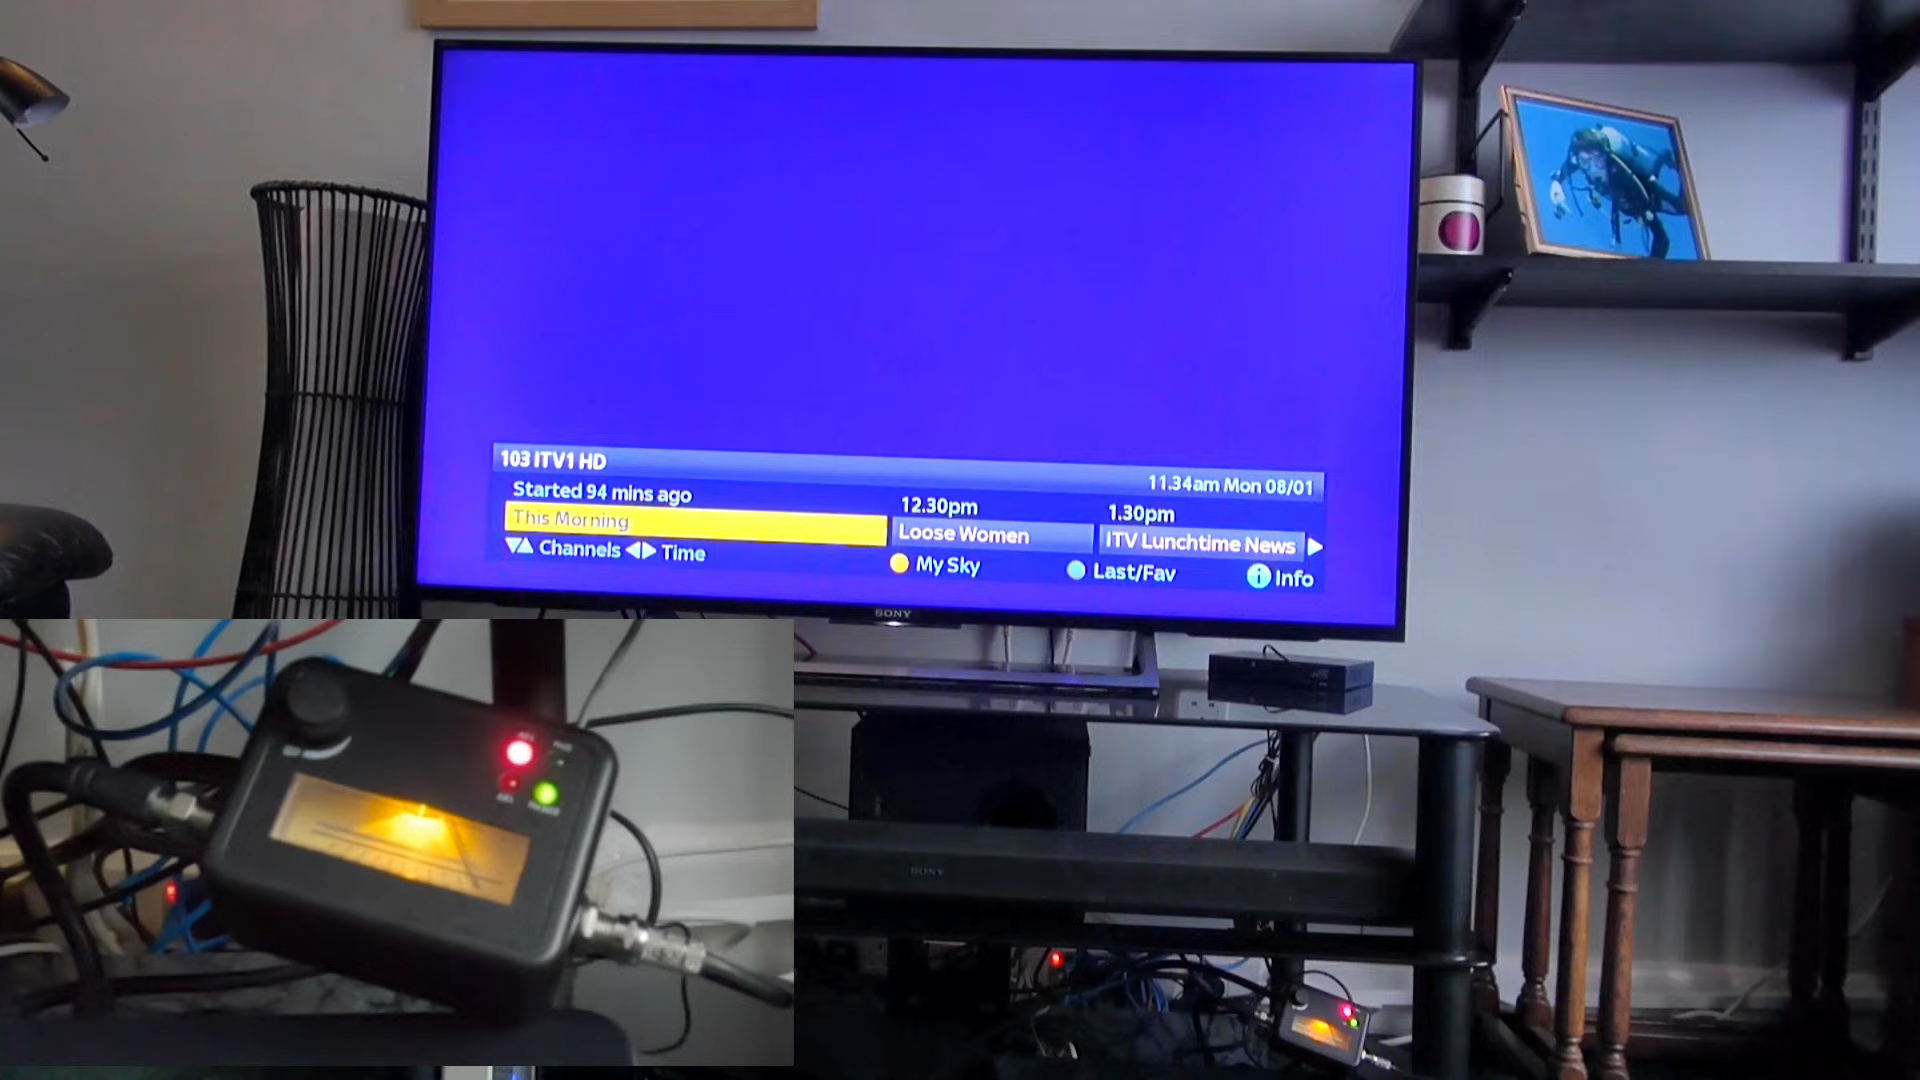 103 ITV1 HD
11.34am Mon 08/01
Started 94 mins ago
12.30pm
1.30pm
This Morning
Loose Women
ITV Lunchtime News
Channels
Time
My Sky
Last/Fav
i Info
SONY
SONY